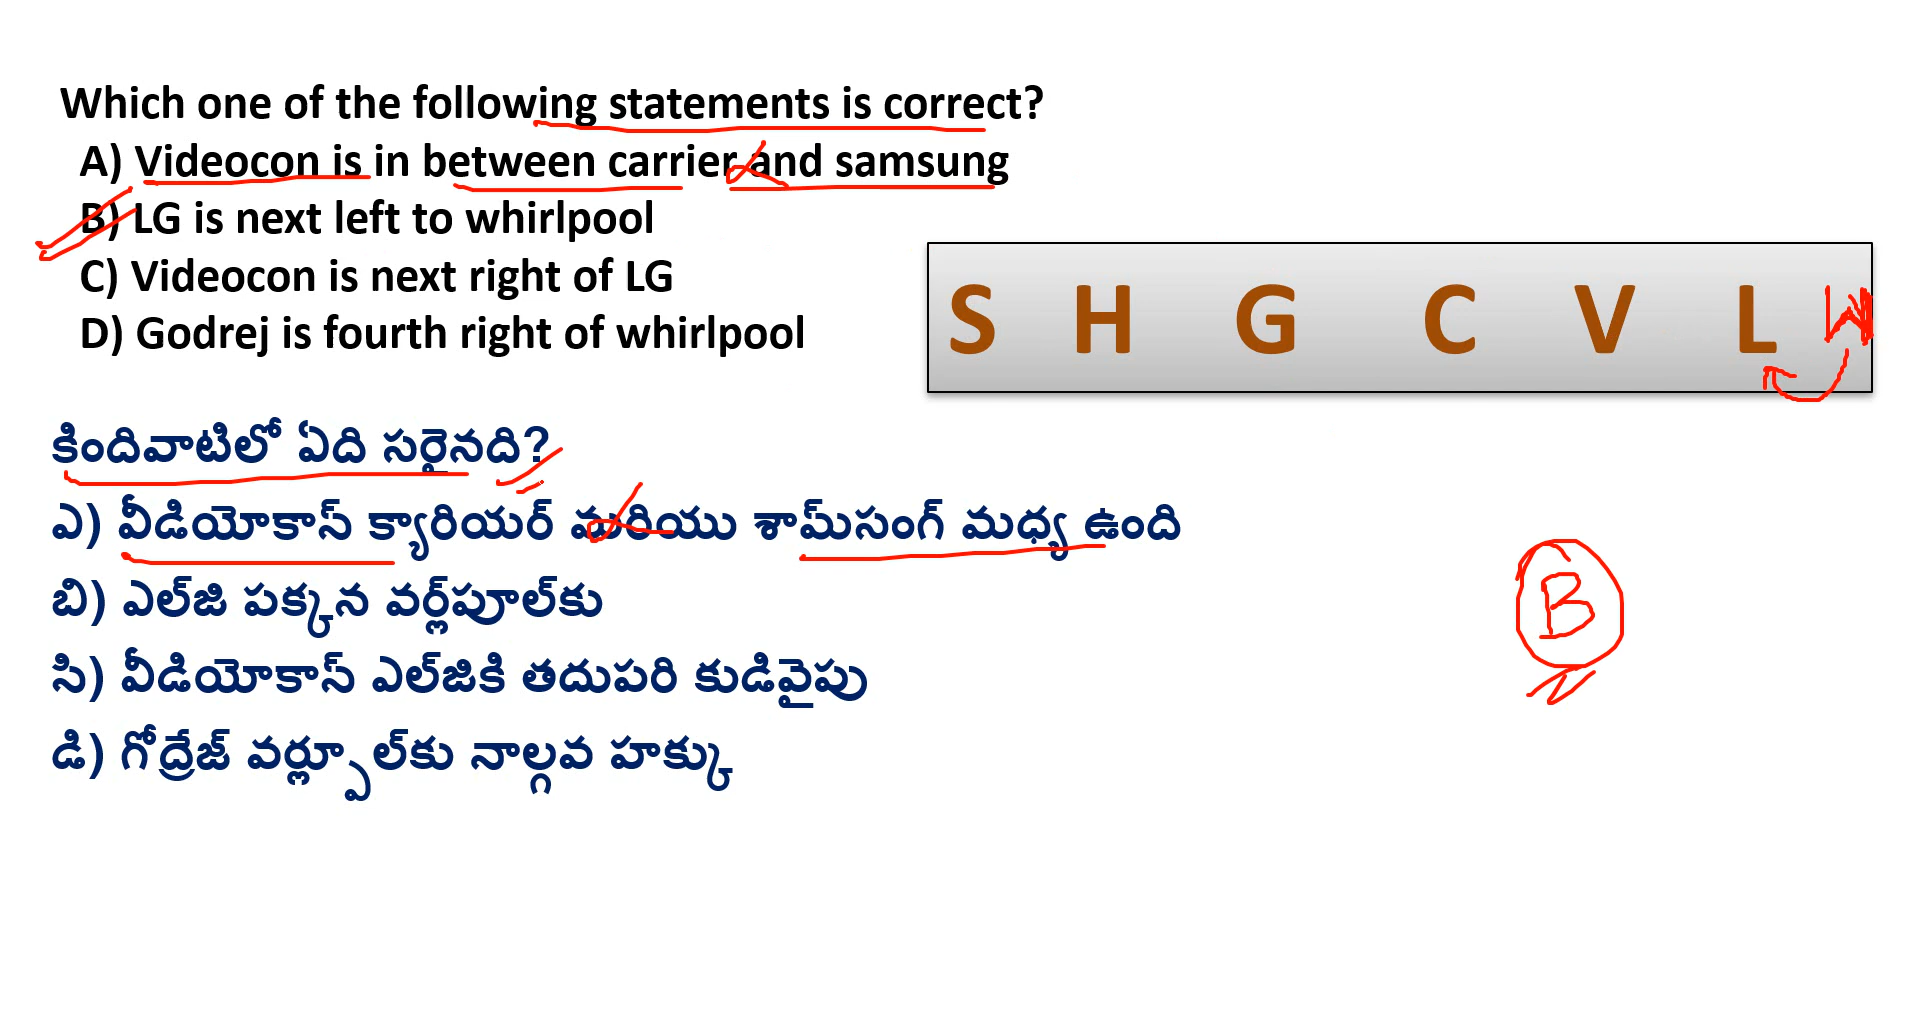 Which one of the following statements is correct?
A) Videocon is in between carrier and samsung
B) LG is next left to whirlpool
C) Videocon is next right of LG
D) Godrej is fourth right of whirlpool
S H G C V L W
కిందివాటిలో ఏది సరైనది?
ఎ) వీడియోకాస్ క్యారియర్ మరియు శామ్‌సంగ్ మధ్య ఉంది
బి) ఎల్‌జి పక్కన వర్ల్‌పూల్‌కు
సి) వీడియోకాస్ ఎల్‌జికి తదుపరి కుడివైపు
డి) గోద్రేజ్ వర్ల్పూల్‌కు నాల్గవ హక్కు
B